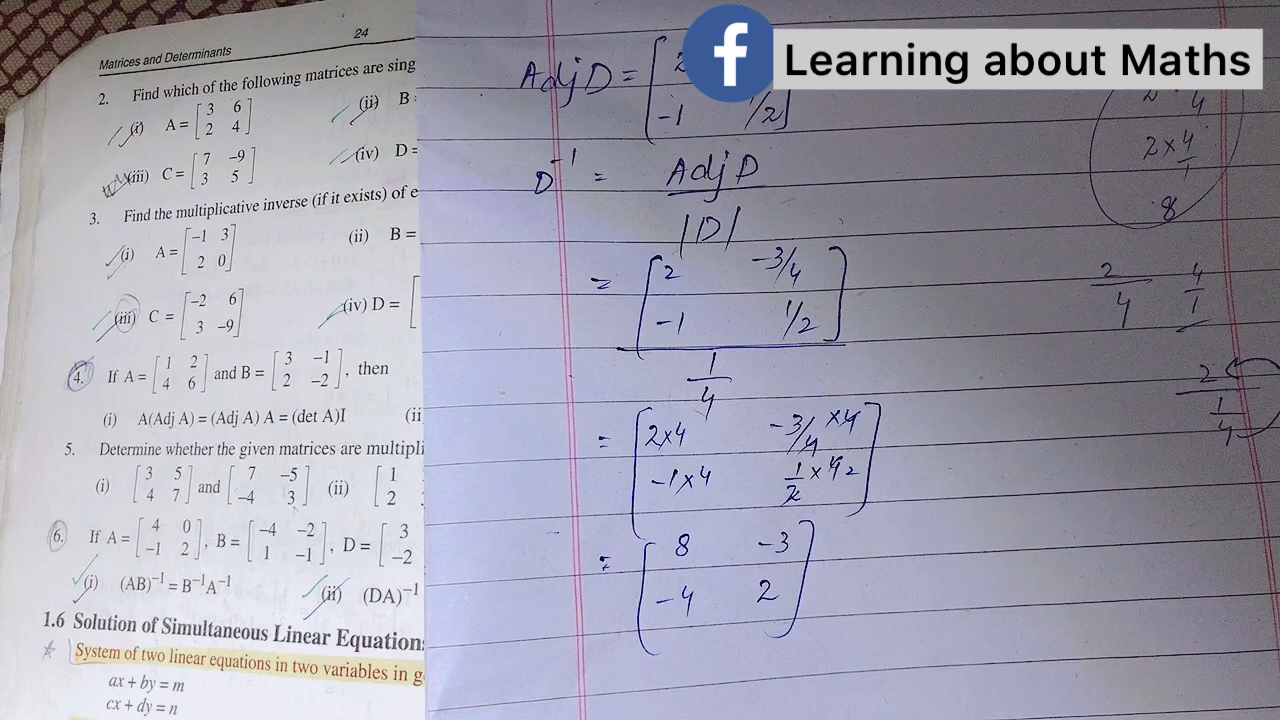 Matrices and Determinants 24
2. Find which of the following matrices are sing
(i) A = [3 6
2 4] (ii) B
(iii) C = [7 -9
3 5] (iv) D =
3. Find the multiplicative inverse (if it exists) of e
(i) A = [-1 3
2 0] (ii) B =
(iii) C = [-2 6
3 -9] (iv) D = [
4. If A = [1 2
4 6] and B = [3 -1
2 -2], then
(i) A(Adj A) = (Adj A) A = (det A)I (ii
5. Determine whether the given matrices are multipli
(i) [3 5
4 7] and [7 -5
-4 3] (ii) [1
2
6. If A = [4 0
-1 2], B = [-4 -2
1 -1], D = [3
-2
(i) (AB)⁻¹ = B⁻¹A⁻¹ (ii) (DA)⁻¹
1.6 Solution of Simultaneous Linear Equation
System of two linear equations in two variables in g
ax + by = m
cx + dy = n
f Learning about Maths
Adj D = [2
-1 1/2]
D⁻¹ = Adj D
|D|
= [2 -3/4
-1 1/2]
1
4
= [2×4 -3/4 ×4
-1×4 1/2 ×4 2]
= [8 -3
-4 2]
2 × 4
1
8
2 4
4 1
2
1
4